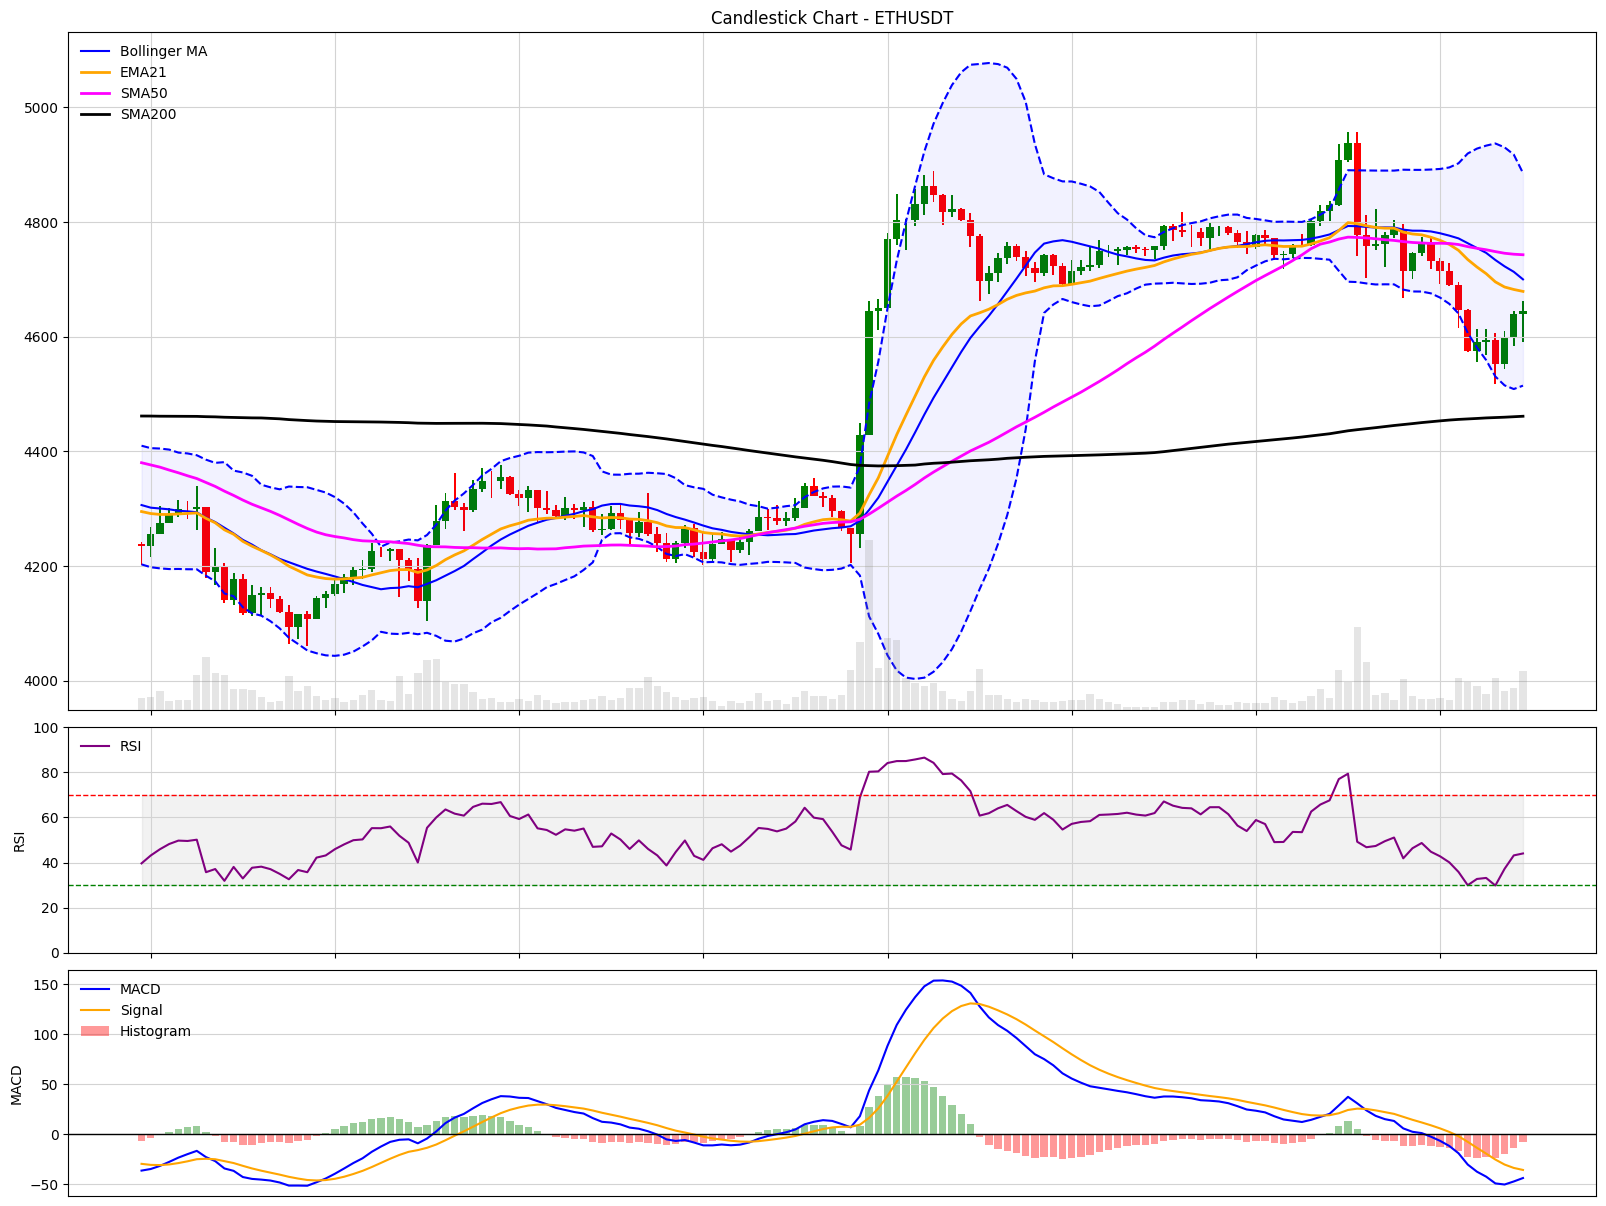 Candlestick Chart - ETHUSDT
Bollinger MA
EMA21
SMA50
SMA200
5000
4800
4600
4400
4200
4000
RSI
100
80
60
40
20
0
RSI
MACD
Signal
Histogram
150
100
50
0
−50
MACD